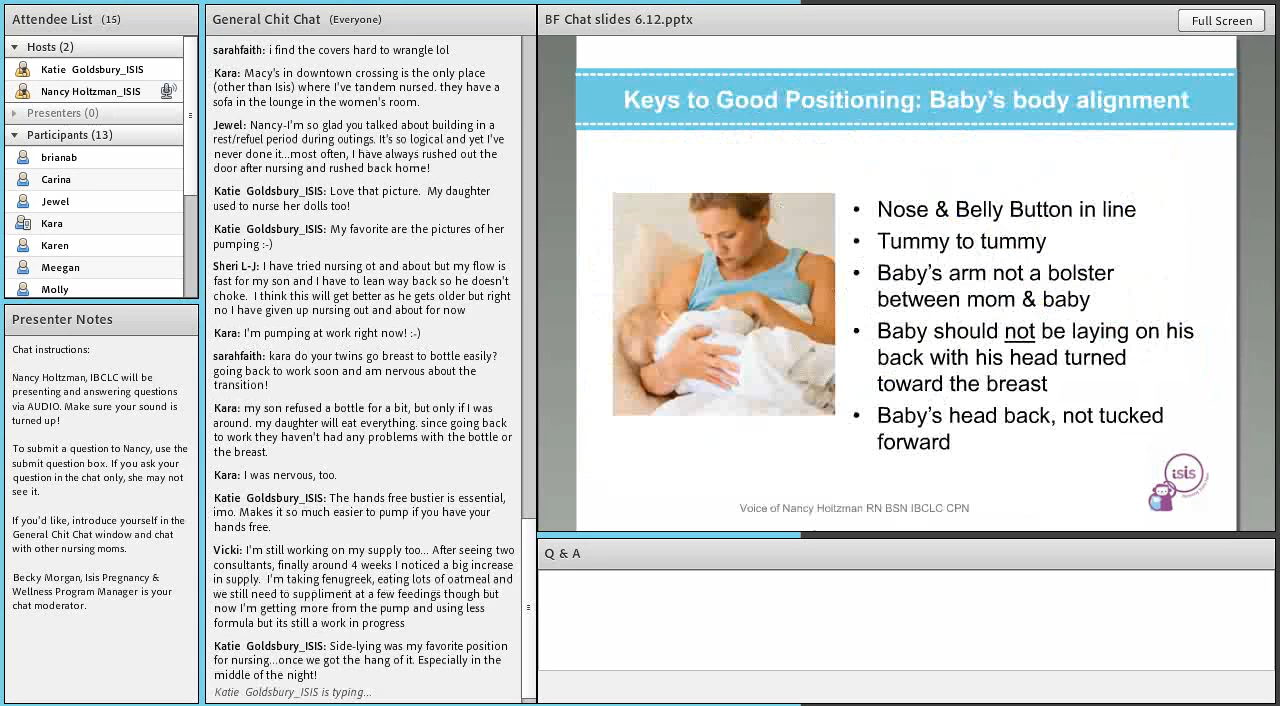 Attendee List (15)
Hosts (2)
Katie Goldsbury_ISIS
Nancy Holtzman_ISIS
Presenters (0)
Participants (13)
brianab
Carina
Jewel
Kara
Karen
Meegan
Molly
Presenter Notes
Chat instructions:
Nancy Holtzman, IBCLC will be
presenting and answering questions
via AUDIO. Make sure your sound is
turned up!
To submit a question to Nancy, use the
submit question box. If you ask your
question in the chat only, she may not
see it.
If you'd like, introduce yourself in the
General Chit Chat window and chat
with other nursing moms.
Becky Morgan, Isis Pregnancy &
Wellness Program Manager is your
chat moderator.
General Chit Chat (Everyone)
sarahfaith: i find the covers hard to wrangle lol
Kara: Macy's in downtown crossing is the only place
(other than Isis) where I've tandem nursed. they have a
sofa in the lounge in the women's room.
Jewel: Nancy-I'm so glad you talked about building in a
rest/refuel period during outings. It's so logical and yet I've
never done it...most often, I have always rushed out the
door after nursing and rushed back home!
Katie Goldsbury_ISIS: Love that picture. My daughter
used to nurse her dolls too!
Katie Goldsbury_ISIS: My favorite are the pictures of her
pumping :-)
Sheri L-J: I have tried nursing ot and about but my flow is
fast for my son and I have to lean way back so he doesn't
choke. I think this will get better as he gets older but right
no I have given up nursing out and about for now
Kara: I'm pumping at work right now! :-)
sarahfaith: kara do your twins go breast to bottle easily?
going back to work soon and am nervous about the
transition!
Kara: my son refused a bottle for a bit, but only if I was
around. my daughter will eat everything. since going back
to work they haven't had any problems with the bottle or
the breast.
Kara: I was nervous, too.
Katie Goldsbury_ISIS: The hands free bustier is essential,
imo. Makes it so much easier to pump if you have your
hands free.
Vicki: I'm still working on my supply too... After seeing two
consultants, finally around 4 weeks I noticed a big increase
in supply. I'm taking fenugreek, eating lots of oatmeal and
we still need to suppliment at a few feedings though but
now I'm getting more from the pump and using less
formula but its still a work in progress
Katie Goldsbury_ISIS: Side-lying was my favorite position
for nursing...once we got the hang of it. Especially in the
middle of the night!
Katie Goldsbury_ISIS is typing...
BF Chat slides 6.12.pptx
Full Screen
Keys to Good Positioning: Baby's body alignment
• Nose & Belly Button in line
• Tummy to tummy
• Baby's arm not a bolster
between mom & baby
• Baby should not be laying on his
back with his head turned
toward the breast
• Baby's head back, not tucked
forward
isis
Voice of Nancy Holtzman RN BSN IBCLC CPN
Q & A